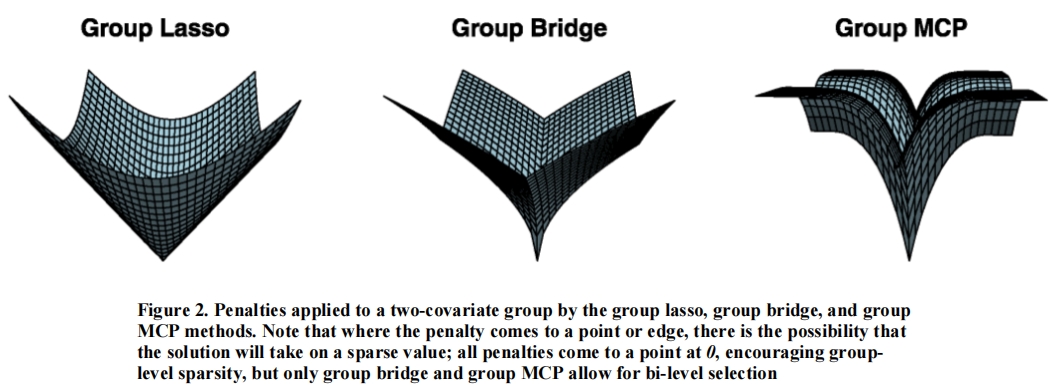 Group Lasso
Group Bridge
Group MCP
Figure 2. Penalties applied to a two-covariate group by the group lasso, group bridge, and group
MCP methods. Note that where the penalty comes to a point or edge, there is the possibility that
the solution will take on a sparse value; all penalties come to a point at 0, encouraging group-
level sparsity, but only group bridge and group MCP allow for bi-level selection